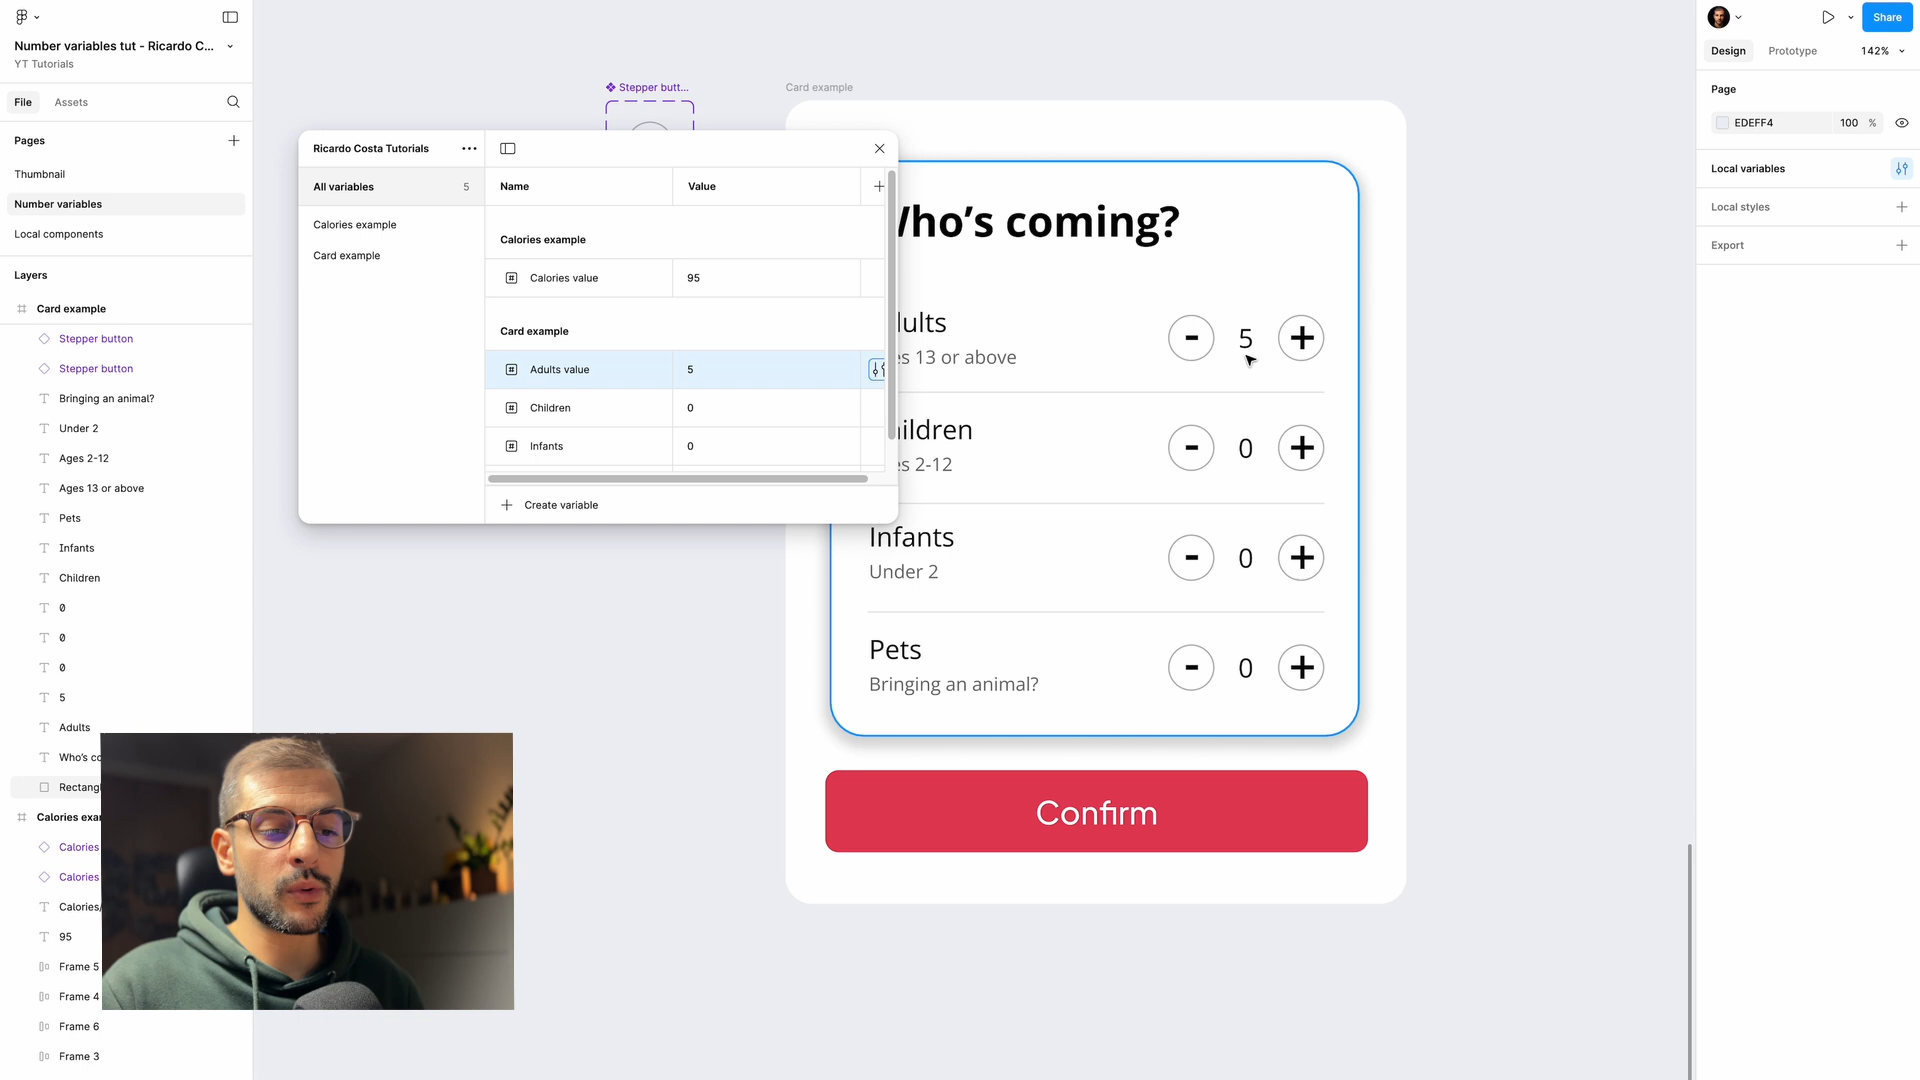 Number variables tut - Ricardo C...
YT Tutorials
File
Assets
Pages
Thumbnail
Number variables
Local components
Layers
Card example
Stepper button
Stepper button
Bringing an animal?
Under 2
Ages 2-12
Ages 13 or above
Pets
Infants
Children
0
0
0
5
Adults
Who's co
Rectang
Calories exa
Calories
Calories
Calories/
95
Frame 5
Frame 4
Frame 6
Frame 3
Stepper butt...
Card example
Ricardo Costa Tutorials
All variables 5
Calories example
Card example
Name
Value
Calories example
Calories value
95
Card example
Adults value
5
Children
0
Infants
0
Create variable
Who's coming?
dults
es 13 or above
- 5 +
ildren
es 2-12
- 0 +
Infants
Under 2
- 0 +
Pets
Bringing an animal?
- 0 +
Confirm
Share
Design
Prototype
142%
Page
EDEFF4
100 %
Local variables
Local styles
Export